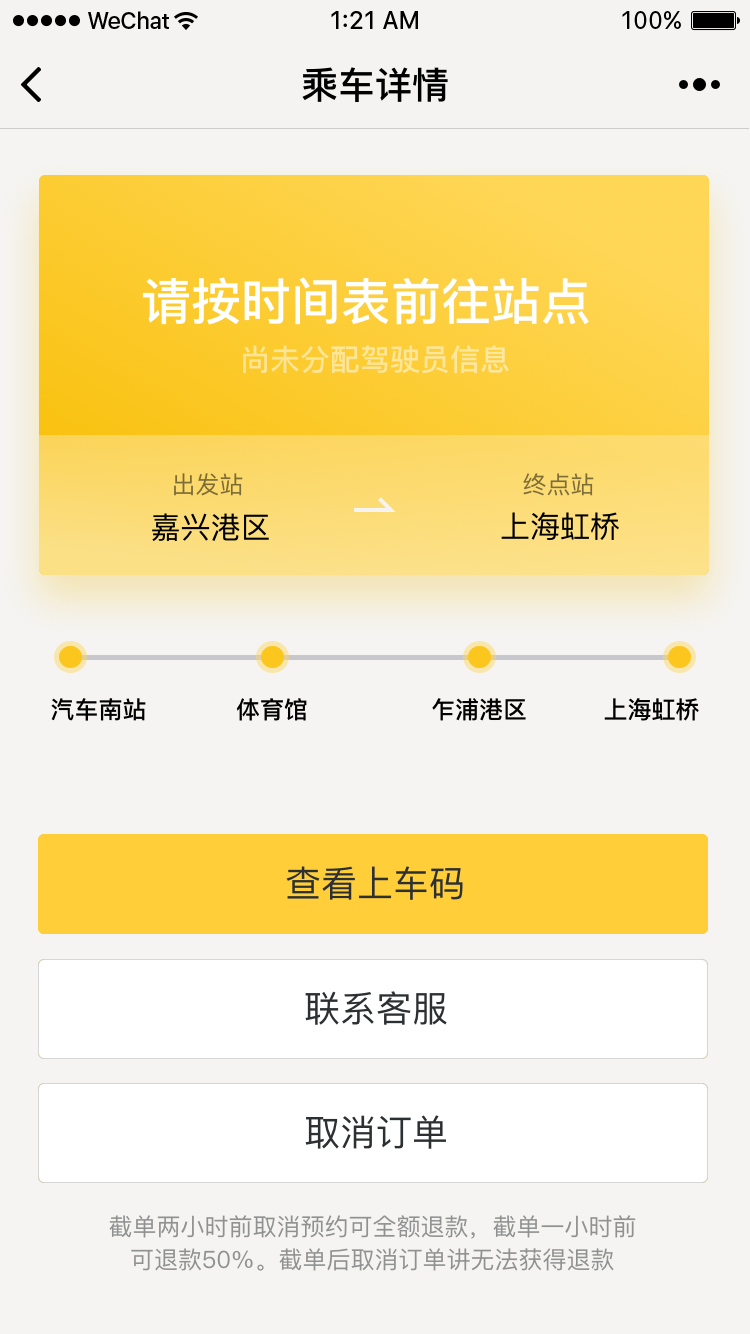 WeChat 1:21 AM 100%
乘车详情
请按时间表前往站点
尚未分配驾驶员信息
出发站 终点站
嘉兴港区 上海虹桥
汽车南站 体育馆 乍浦港区 上海虹桥
查看上车码
联系客服
取消订单
截单两小时前取消预约可全额退款，截单一小时前
可退款50%。截单后取消订单讲无法获得退款